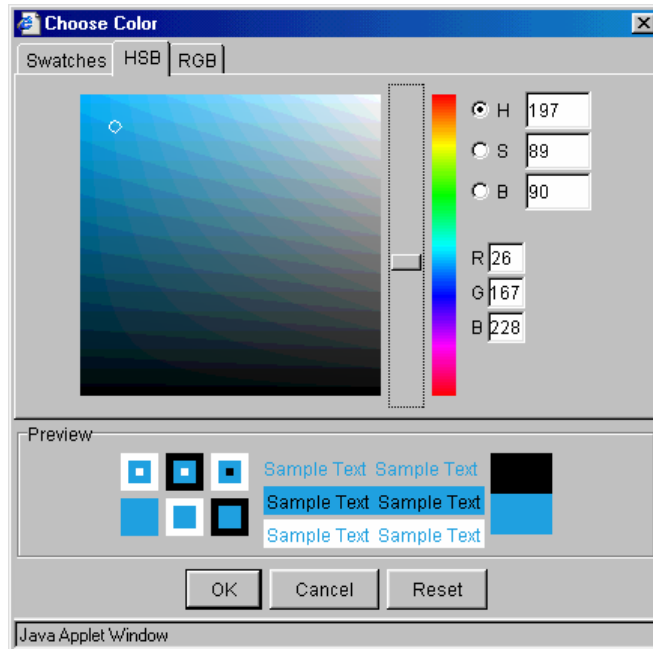 Choose Color
Swatches HSB RGB
H 197
S 89
B 90
R 26
G 167
B 228
Preview
Sample Text Sample Text
Sample Text Sample Text
Sample Text Sample Text
OK Cancel Reset
Java Applet Window